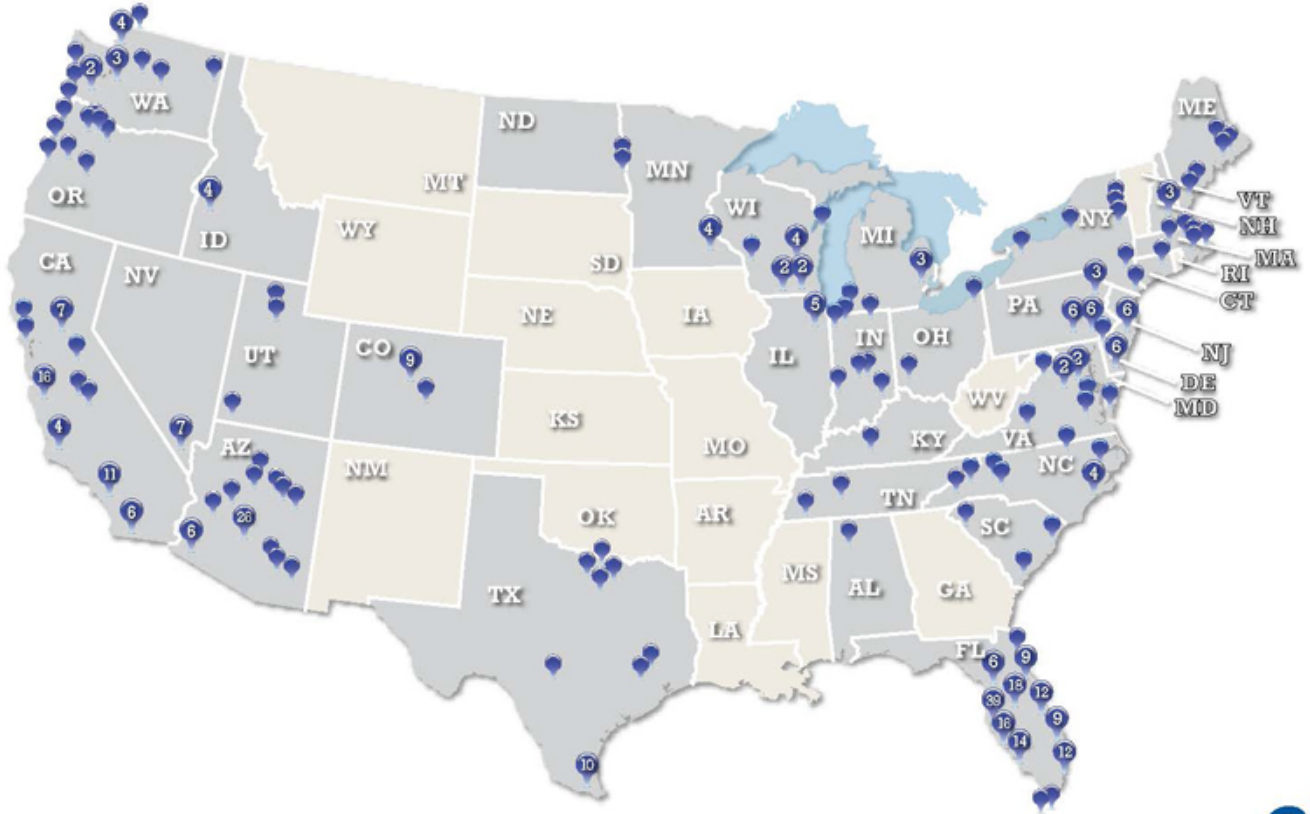 4
3
2
WA
ME
ND
MT
MN
OR
4
ID
WY
WI
4
4
2 2
MI
3
NY
3
VT
NH
MA
RI
CT
CA
NV
SD
7
UT
CO
9
NE
IA
5
IL
IN
OH
PA
3
6 6
6
6
NJ
DE
MD
2 2
WV
16
4
7
KS
MO
KY
VA
AZ
NM
11
6
6
26
OK
AR
TN
NC
4
SC
TX
MS
AL
GA
LA
FL
6
9
18
12
39
16
9
14
12
10